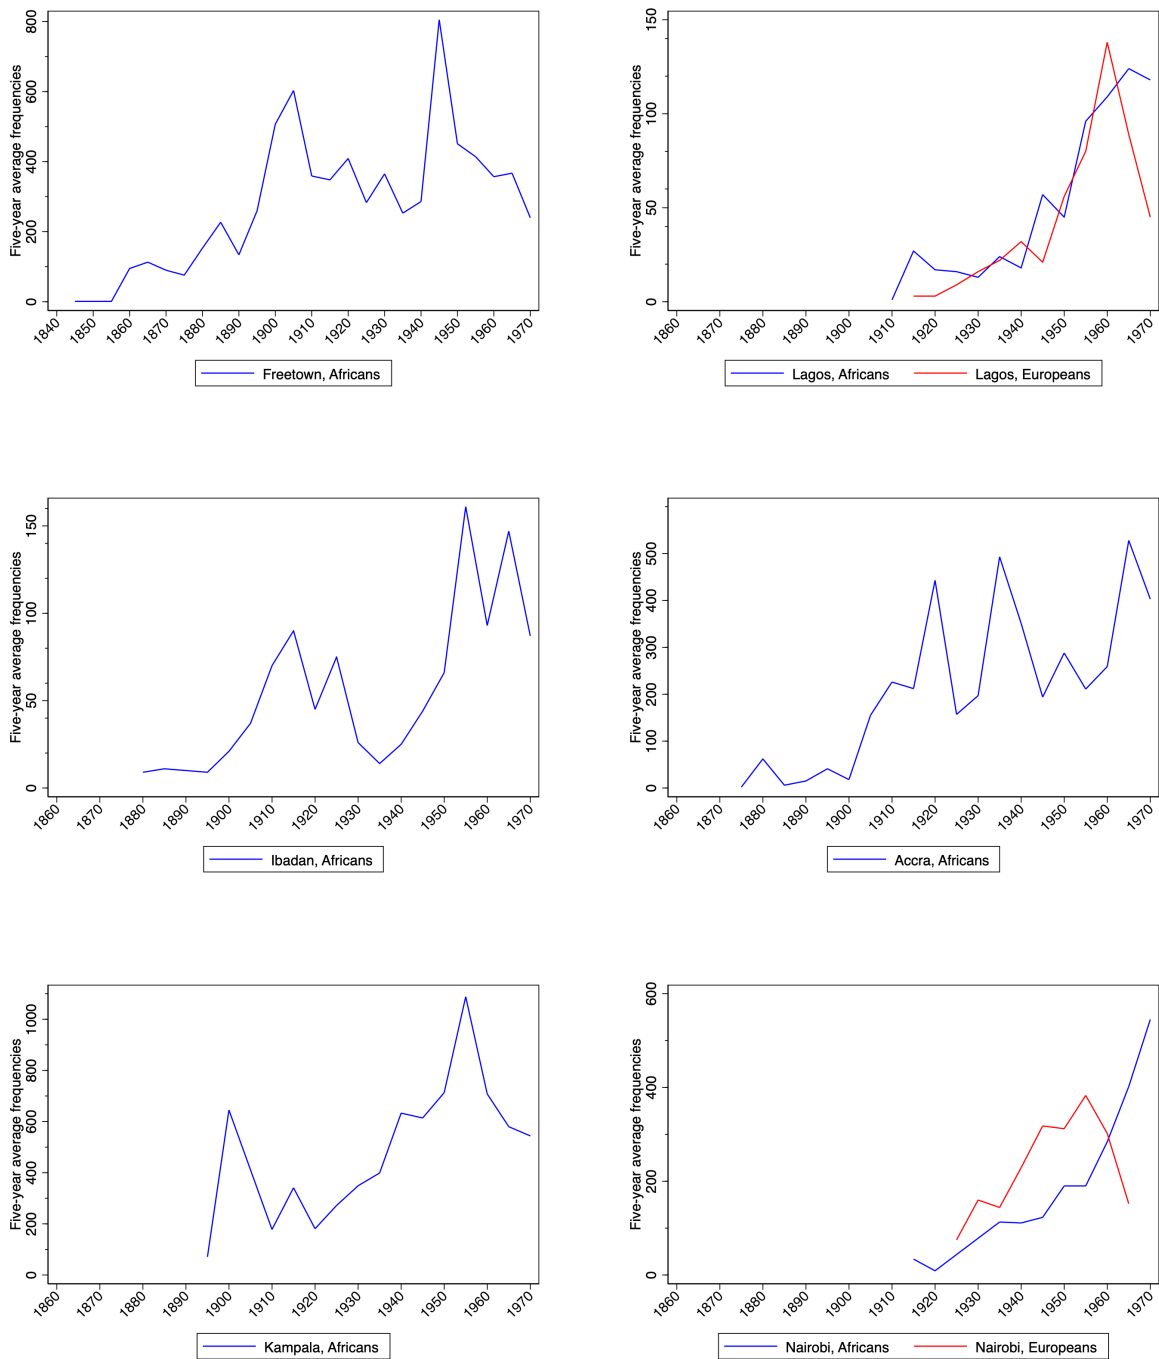 Five-year average frequencies
0 200 400 600 800
1840 1850 1860 1870 1880 1890 1900 1910 1920 1930 1940 1950 1960 1970
Freetown, Africans
Five-year average frequencies
0 50 100 150
1860 1870 1880 1890 1900 1910 1920 1930 1940 1950 1960 1970
Lagos, Africans Lagos, Europeans
Five-year average frequencies
0 50 100 150
1860 1870 1880 1890 1900 1910 1920 1930 1940 1950 1960 1970
Ibadan, Africans
Five-year average frequencies
0 100 200 300 400 500
1860 1870 1880 1890 1900 1910 1920 1930 1940 1950 1960 1970
Accra, Africans
Five-year average frequencies
0 200 400 600 800 1000
1860 1870 1880 1890 1900 1910 1920 1930 1940 1950 1960 1970
Kampala, Africans
Five-year average frequencies
0 200 400 600
1860 1870 1880 1890 1900 1910 1920 1930 1940 1950 1960 1970
Nairobi, Africans Nairobi, Europeans